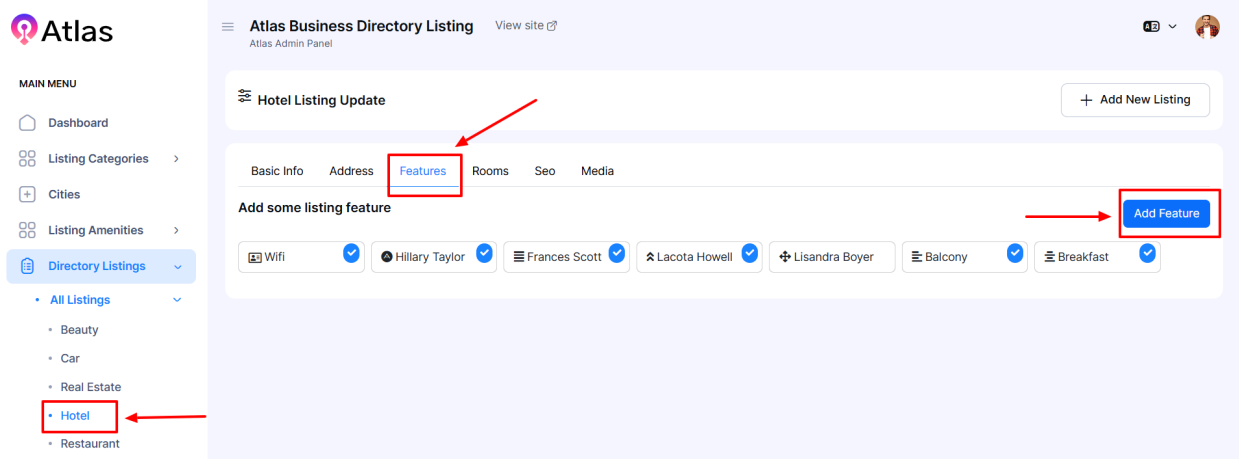 Atlas
Atlas Business Directory Listing
View site
Atlas Admin Panel
MAIN MENU
Dashboard
Listing Categories
Cities
Listing Amenities
Directory Listings
All Listings
Beauty
Car
Real Estate
Hotel
Restaurant
Hotel Listing Update
Add New Listing
Basic Info
Address
Features
Rooms
Seo
Media
Add some listing feature
Add Feature
Wifi
Hillary Taylor
Frances Scott
Lacota Howell
Lisandra Boyer
Balcony
Breakfast